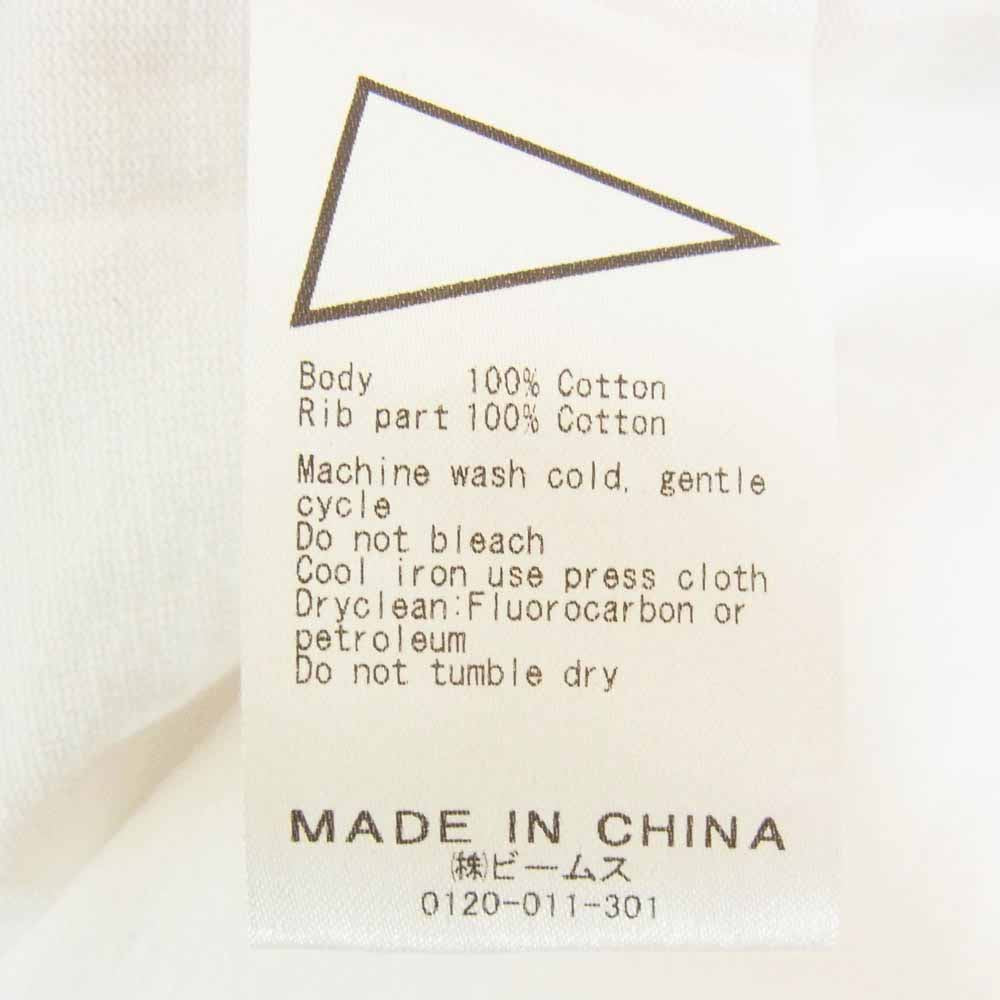 Body 100% Cotton
Rib part 100% Cotton
Machine wash cold, gentle
cycle
Do not bleach
Cool iron use press cloth
Dryclean:Fluorocarbon or
petroleum
Do not tumble dry
MADE IN CHINA
㈱ビームス
0120-011-301